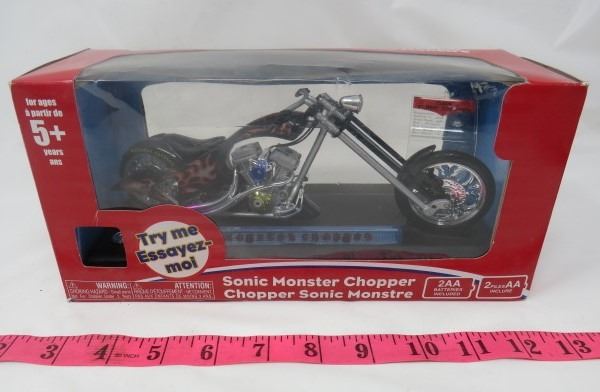 for ages
à partir de
5+
years
ans
Try me
Essayez-
moi
WARNING:
ATTENTION:
Sonic Monster Chopper
Chopper Sonic Monstre
2AA
BATTERIES
INCLUDED
2 PILES AA
INCLUSE
1 2 3 4 INCH 5 6 7 8 9 10 11 12 13